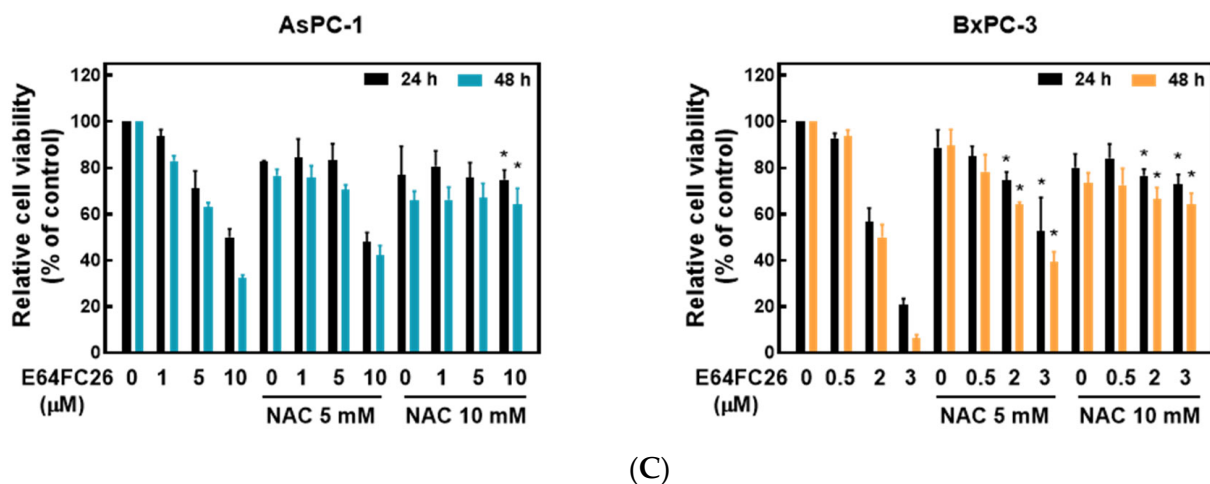 AsPC-1
120
100
80
60
40
20
0
Relative cell viability
(% of control)
24 h 48 h
* *
E64FC26 0 1 5 10 0 1 5 10 0 1 5 10
(μM)
NAC 5 mM NAC 10 mM
BxPC-3
120
100
80
60
40
20
0
Relative cell viability
(% of control)
24 h 48 h
* * * * * * * *
E64FC26 0 0.5 2 3 0 0.5 2 3 0 0.5 2 3
(μM)
NAC 5 mM NAC 10 mM
(C)